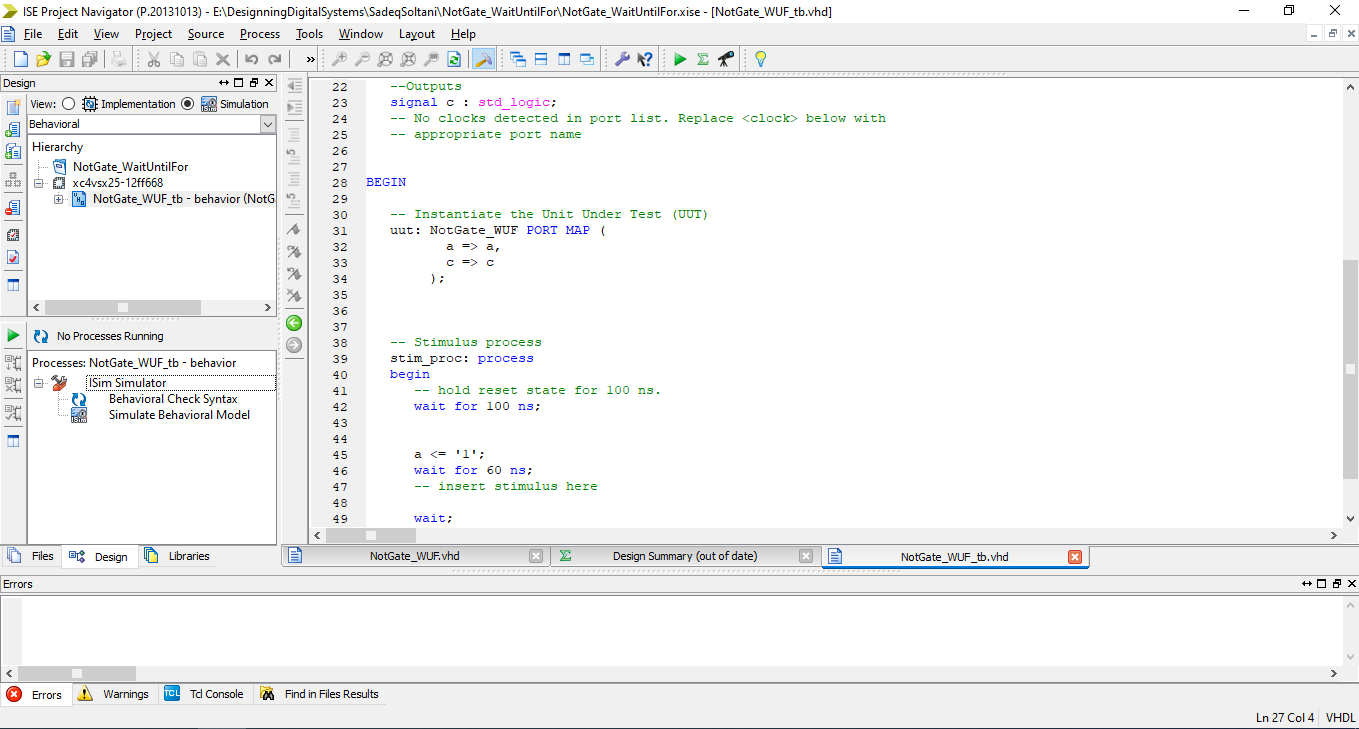 ISE Project Navigator (P.20131013) - E:\DesignningDigitalSystems\SadeqSoltani\NotGate_WaitUntilFor\NotGate_WaitUntilFor.xise - [NotGate_WUF_tb.vhd]
File Edit View Project Source Process Tools Window Layout Help
»
Design
View: Implementation Simulation
Behavioral
Hierarchy
NotGate_WaitUntilFor
xc4vsx25-12ff668
NotGate_WUF_tb - behavior (NotG
No Processes Running
Processes: NotGate_WUF_tb - behavior
ISim Simulator
Behavioral Check Syntax
Simulate Behavioral Model
Files Design Libraries
22 --Outputs
23 signal c : std_logic;
24 -- No clocks detected in port list. Replace <clock> below with
25 -- appropriate port name
26
27
28 BEGIN
29
30 -- Instantiate the Unit Under Test (UUT)
31 uut: NotGate_WUF PORT MAP (
32 a => a,
33 c => c
34 );
35
36
37
38 -- Stimulus process
39 stim_proc: process
40 begin
41 -- hold reset state for 100 ns.
42 wait for 100 ns;
43
44
45 a <= '1';
46 wait for 60 ns;
47 -- insert stimulus here
48
49 wait;
NotGate_WUF.vhd Design Summary (out of date) NotGate_WUF_tb.vhd
Errors
Errors Warnings TCL Tcl Console Find in Files Results
Ln 27 Col 4 VHDL